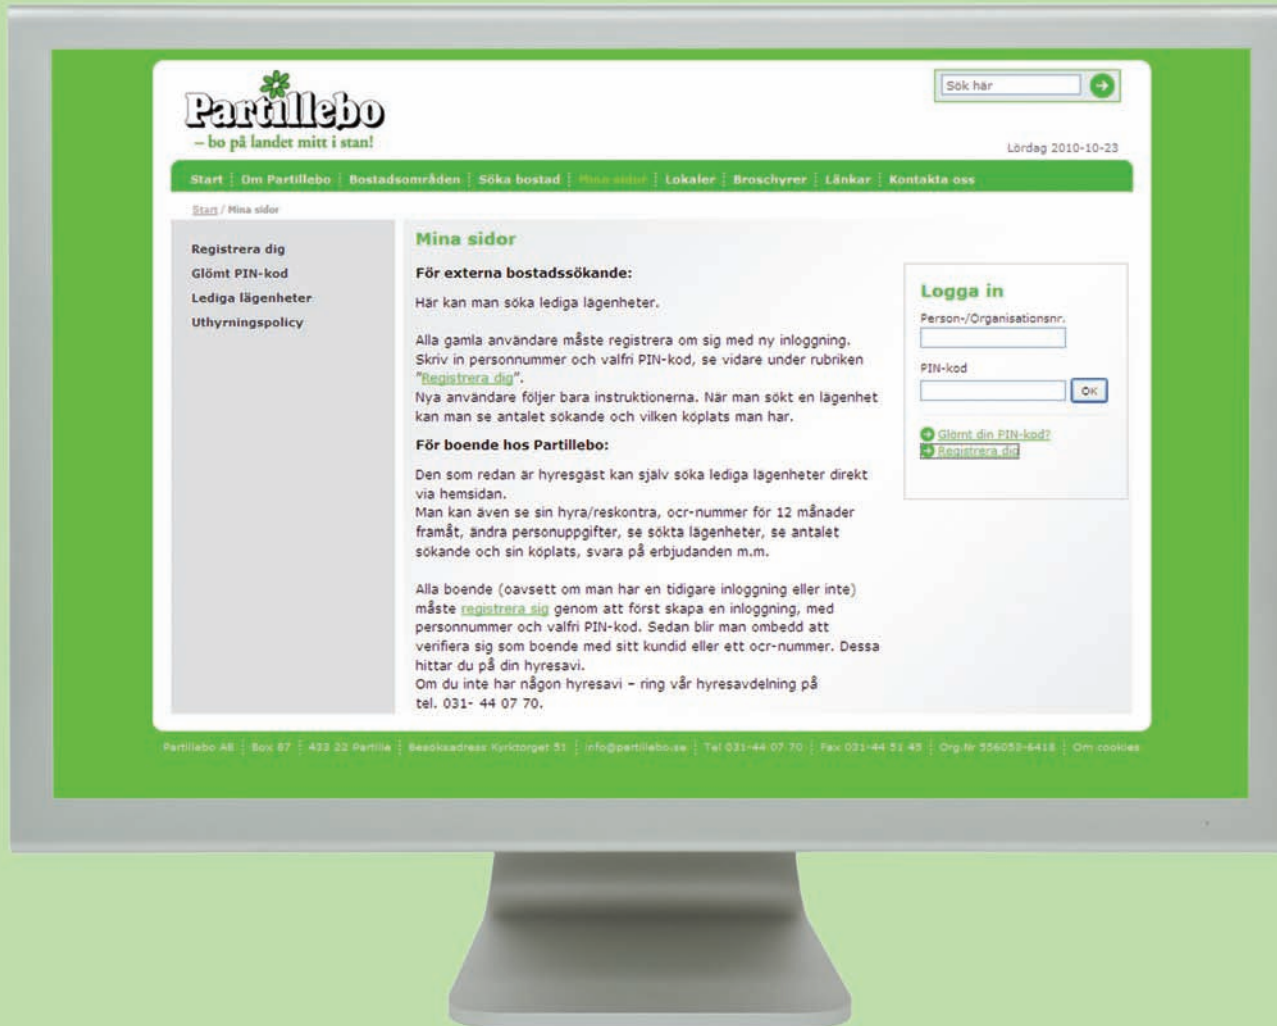 Partillebo
– bo på landet mitt i stan!
Sök här
Lördag 2010-10-23
Start Om Partillebo Bostadsområden Söka bostad Mina sidor Lokaler Broschyrer Länkar Kontakta oss
Start / Mina sidor
Registrera dig
Glömt PIN-kod
Lediga lägenheter
Uthyrningspolicy
Mina sidor
För externa bostadssökande:
Här kan man söka lediga lägenheter.
Alla gamla användare måste registrera om sig med ny inloggning.
Skriv in personnummer och valfri PIN-kod, se vidare under rubriken
"Registrera dig".
Nya användare följer bara instruktionerna. När man sökt en lägenhet
kan man se antalet sökande och vilken köplats man har.
För boende hos Partillebo:
Den som redan är hyresgäst kan själv söka lediga lägenheter direkt
via hemsidan.
Man kan även se sin hyra/reskontra, ocr-nummer för 12 månader
framåt, ändra personuppgifter, se sökta lägenheter, se antalet
sökande och sin köplats, svara på erbjudanden m.m.
Alla boende (oavsett om man har en tidigare inloggning eller inte)
måste registrera sig genom att först skapa en inloggning, med
personnummer och valfri PIN-kod. Sedan blir man ombedd att
verifiera sig som boende med sitt kundid eller ett ocr-nummer. Dessa
hittar du på din hyresavi.
Om du inte har någon hyresavi – ring vår hyresavdelning på
tel. 031- 44 07 70.
Logga in
Person-/Organisationsnr.
PIN-kod
OK
Glömt din PIN-kod?
Registrera dig
Partillebo AB Box 87 433 22 Partille Besöksadress Kyrktorget 51 info@partillebo.se Tel 031-44 07 70 Fax 031-44 51 45 Org.Nr 556053-6418 Om cookies